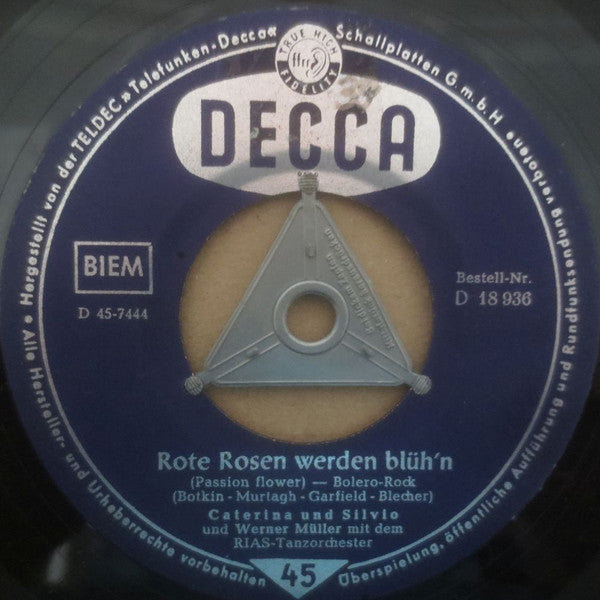 Hergestellt von der TELDEC »Telefunken-Decca« Schallplatten G.m.b.H
TRUE HIGH
ffrr
FIDELITY
DECCA
BIEM
D 45-7444
Bestell-Nr.
D 18 936
Rote Rosen werden blüh'n
(Passion flower) — Bolero-Rock
(Botkin - Murtagh - Garfield - Blecher)
Caterina und Silvio
und Werner Müller mit dem
RIAS-Tanzorchester
45
Alle Hersteller- und Urheberrechte vorbehalten
Überspielung, öffentliche Aufführung und Rundfunksendung verboten